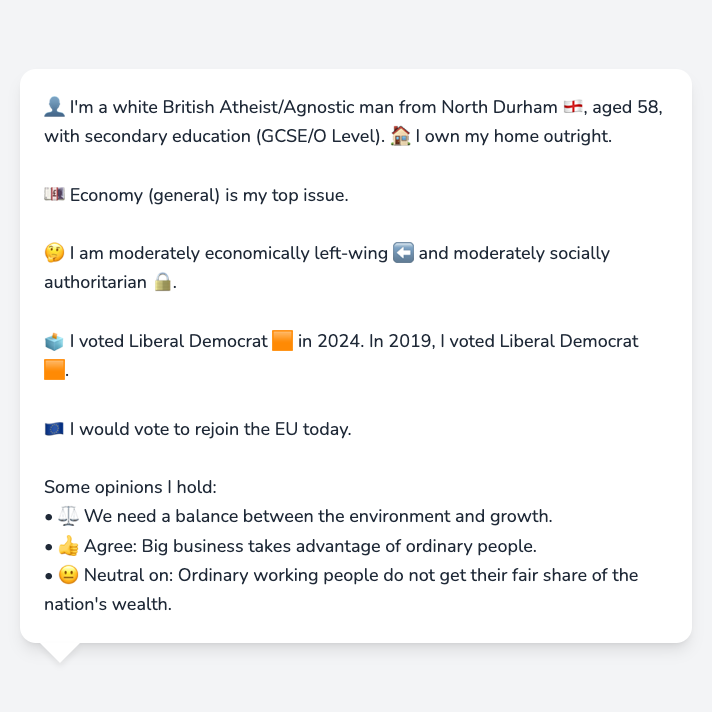 👤 I'm a white British Atheist/Agnostic man from North Durham 🏴󠁧󠁢󠁥󠁮󠁧󠁿, aged 58,
with secondary education (GCSE/O Level). 🏠 I own my home outright.
💷 Economy (general) is my top issue.
🤔 I am moderately economically left-wing ⬅️ and moderately socially
authoritarian 🔒.
🗳️ I voted Liberal Democrat 🟧 in 2024. In 2019, I voted Liberal Democrat
🟧.
🇪🇺 I would vote to rejoin the EU today.
Some opinions I hold:
• ⚖️ We need a balance between the environment and growth.
• 👍 Agree: Big business takes advantage of ordinary people.
• 😐 Neutral on: Ordinary working people do not get their fair share of the
nation's wealth.